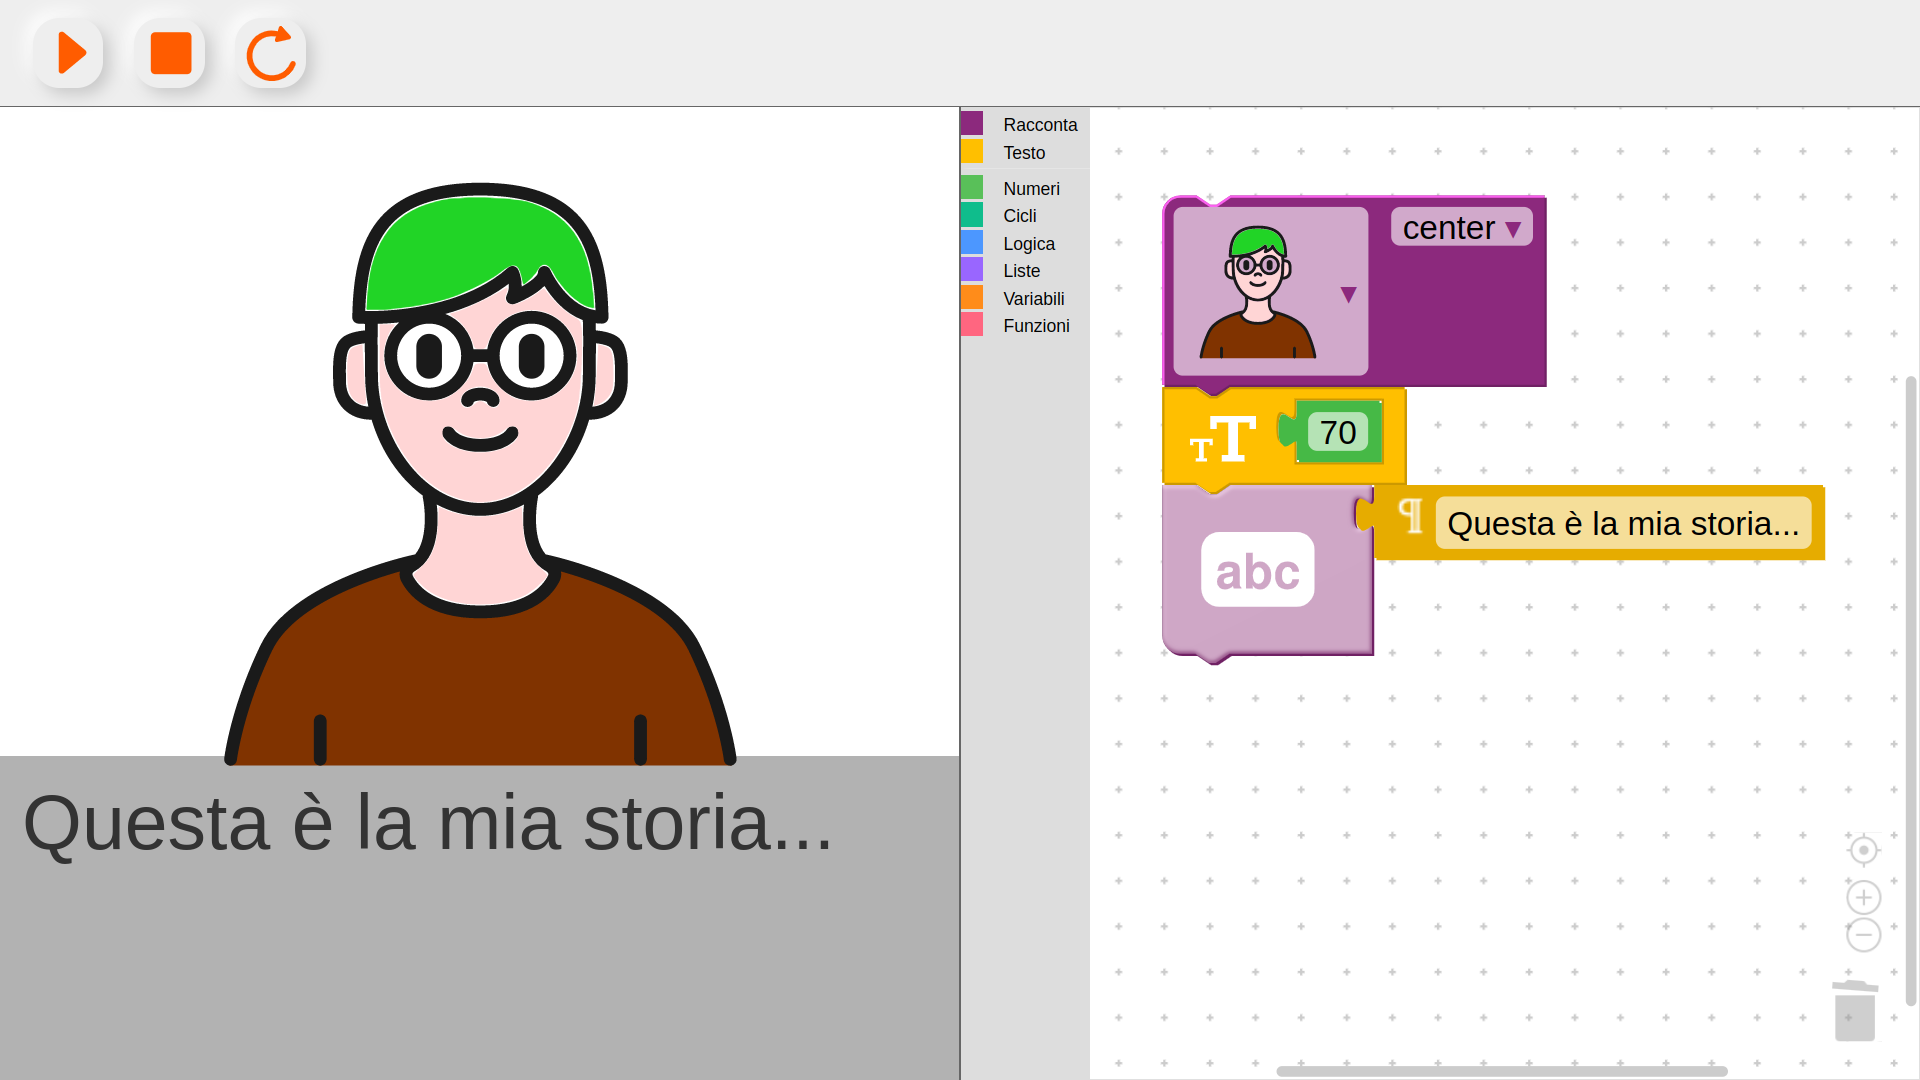 Racconta
Testo
Numeri
Cicli
Logica
Liste
Variabili
Funzioni
center
TT
70
¶ Questa è la mia storia...
abc
Questa è la mia storia...